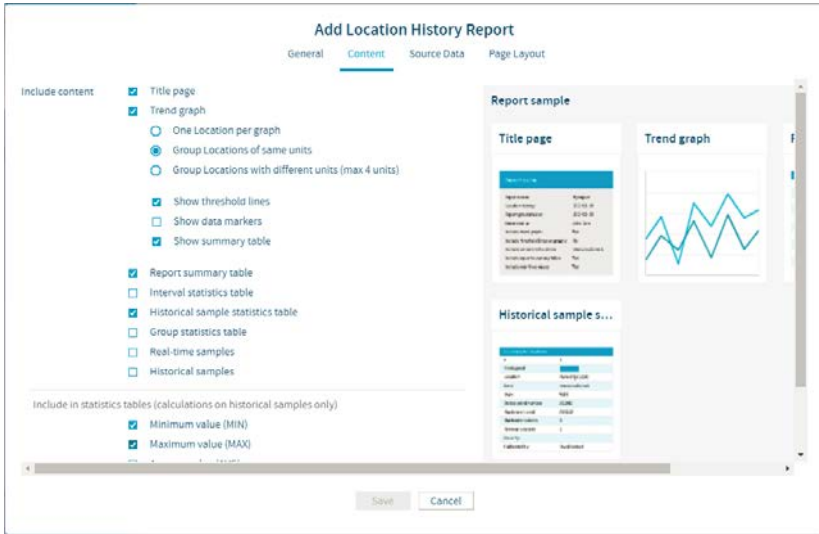 Add Location History Report
General Content Source Data Page Layout
Include content
Title page
Trend graph
One Location per graph
Group Locations of same units
Group Locations with different units (max 4 units)
Show threshold lines
Show data markers
Show summary table
Report summary table
Interval statistics table
Historical sample statistics table
Group statistics table
Real-time samples
Historical samples
Include in statistics tables (calculations on historical samples only)
Minimum value (MIN)
Maximum value (MAX)
Report sample
Title page
Trend graph
Historical sample s...
Save Cancel